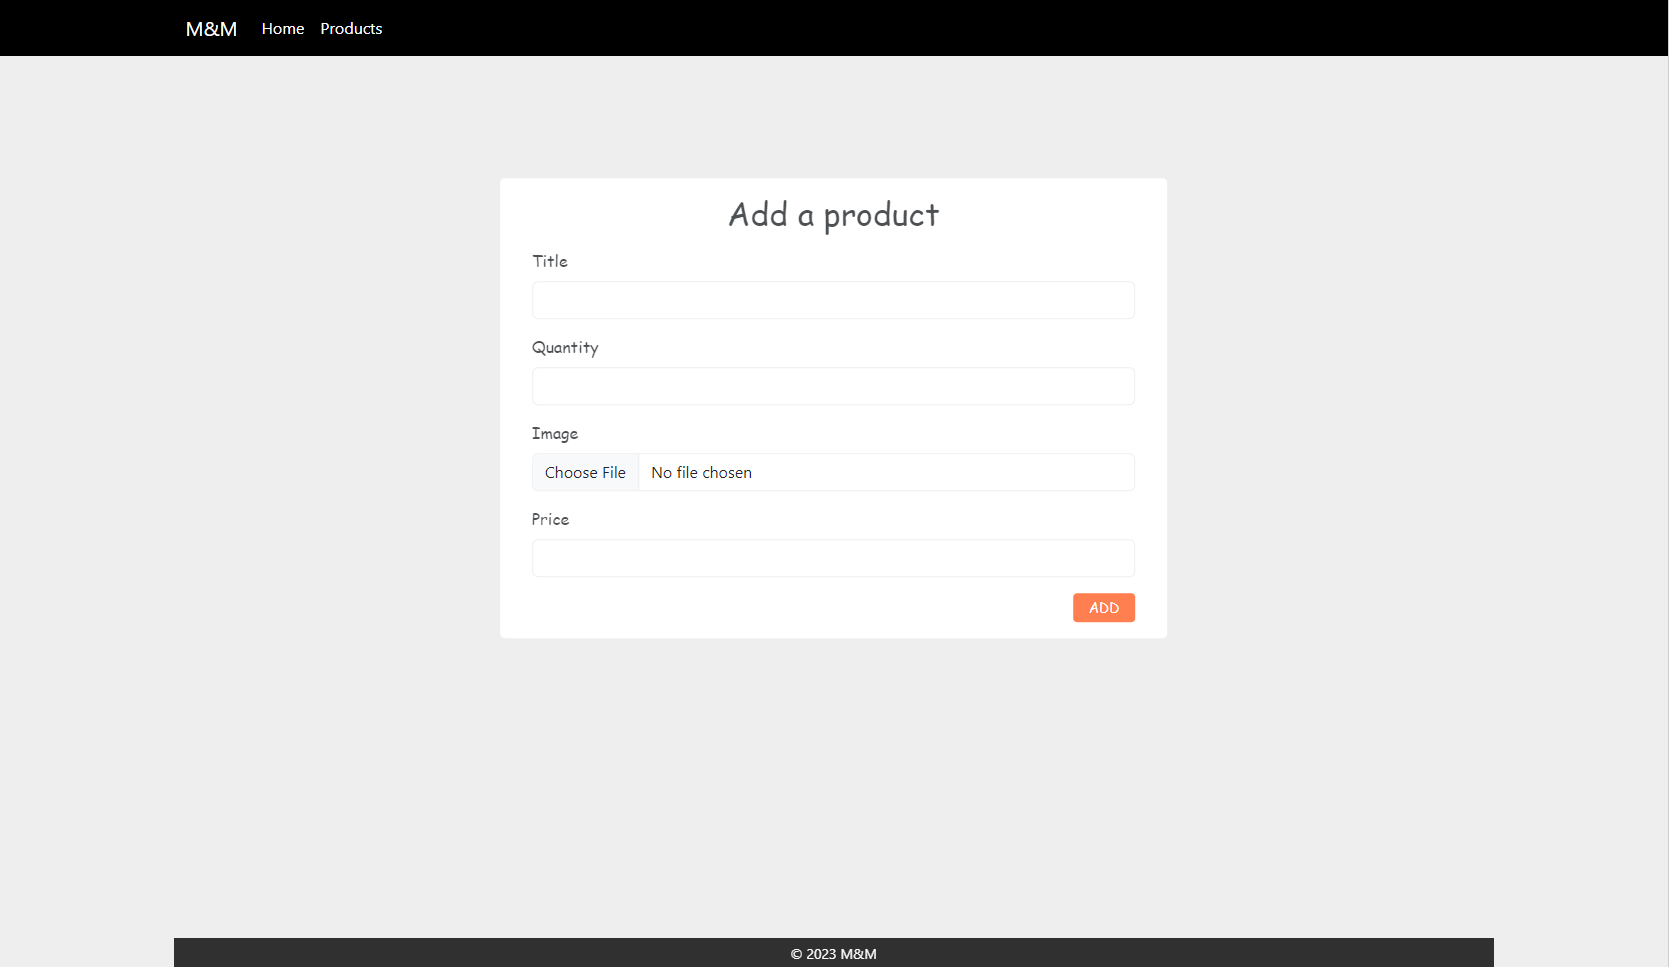 M&M Home Products
Add a product
Title
Quantity
Image
Choose File No file chosen
Price
ADD
© 2023 M&M